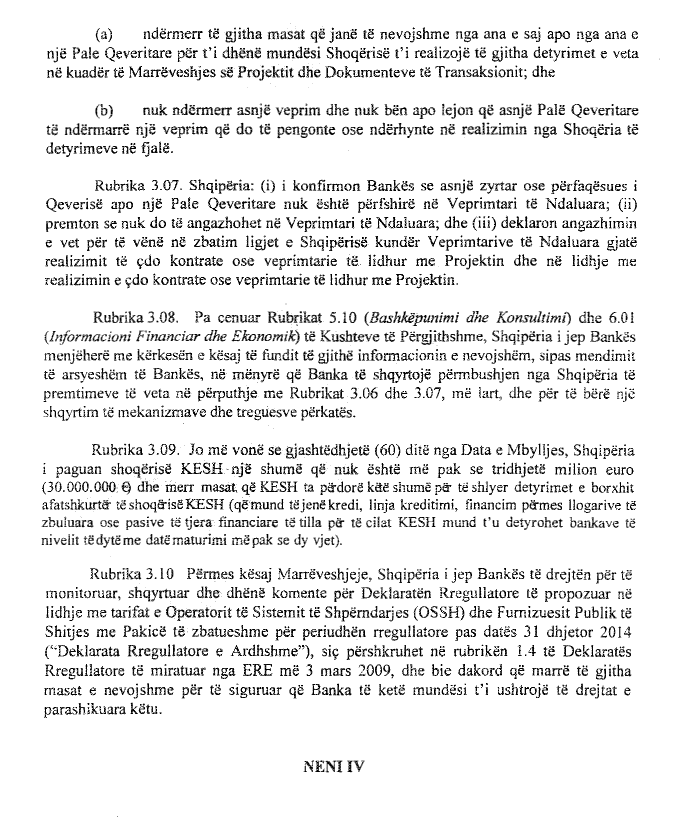 (a) ndërmerr të gjitha masat që janë të nevojshme nga ana e saj apo nga ana e
një Pale Qeveritare për t'i dhënë mundësi Shoqërisë t'i realizojë të gjitha detyrimet e veta
në kuadër të Marrëveshjes së Projektit dhe Dokumenteve të Transaksionit; dhe
(b) nuk ndërmerr asnjë veprim dhe nuk bën apo lejon që asnjë Palë Qeveritare
të ndërmarrë një veprim që do të pengonte ose ndërhynte në realizimin nga Shoqëria të
detyrimeve në fjalë.
Rubrika 3.07. Shqipëria: (i) i konfirmon Bankës se asnjë zyrtar ose përfaqësues i
Qeverisë apo një Pale Qeveritare nuk është përfshirë në Veprimtari të Ndaluara; (ii)
premton se nuk do të angazhohet në Veprimtari të Ndaluara; dhe (iii) deklaron angazhimin
e vet për të vënë në zbatim ligjet e Shqipërisë kundër Veprimtarive të Ndaluara gjatë
realizimit të çdo kontrate ose veprimtarie të lidhur me Projektin dhe në lidhje me
realizimin e çdo kontrate ose veprimtarie të lidhur me Projektin.
Rubrika 3.08. Pa cenuar Rubrikat 5.10 (Bashkëpunimi dhe Konsultimi) dhe 6.01
(Informacioni Financiar dhe Ekonomik) të Kushteve të Përgjithshme, Shqipëria i jep Bankës
menjëherë me kërkesën e kësaj të fundit të gjithë informacionin e nevojshëm, sipas mendimit
të arsyeshëm të Bankës, në mënyrë që Banka të shqyrtojë përmbushjen nga Shqipëria të
premtimeve të veta në përputhje me Rubrikat 3.06 dhe 3.07, më lart, dhe për të bërë një
shqyrtim të mekanizmave dhe treguesve përkatës.
Rubrika 3.09. Jo më vonë se gjashtëdhjetë (60) ditë nga Data e Mbylljes, Shqipëria
i paguan shoqërisë KESH një shumë që nuk është më pak se tridhjetë milion euro
(30.000.000 €) dhe merr masat që KESH ta përdorë këtë shumë për të shlyer detyrimet e borxhit
afatshkurtër të shoqërisë KESH (që mund të jenë kredi, linja kreditimi, financim përmes llogarive të
zbuluara ose pasive të tjera financiare të tilla për të cilat KESH mund t'u detyrohet bankave të
nivelit të dytë me datë maturimi më pak se dy vjet).
Rubrika 3.10 Përmes kësaj Marrëveshjeje, Shqipëria i jep Bankës të drejtën për të
monitoruar, shqyrtuar dhe dhënë komente për Deklaratën Rregullatore të propozuar në
lidhje me tarifat e Operatorit të Sistemit të Shpërndarjes (OSSH) dhe Furnizuesit Publik të
Shitjes me Pakicë të zbatueshme për periudhën rregullatore pas datës 31 dhjetor 2014
("Deklarata Rregullatore e Ardhshme"), siç përshkruhet në rubrikën 1.4 të Deklaratës
Rregullatore të miratuar nga ERE më 3 mars 2009, dhe bie dakord që marrë të gjitha
masat e nevojshme për të siguruar që Banka të ketë mundësi t'i ushtrojë të drejtat e
parashikuara këtu.
NENI IV